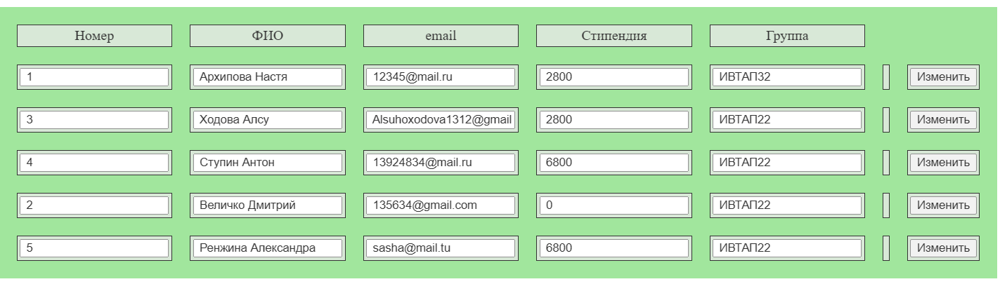 Номер ФИО email Стипендия Группа
1 Архипова Настя 12345@mail.ru 2800 ИВТАП32 Изменить
3 Ходова Алсу Alsuhoxodova1312@gmail 2800 ИВТАП22 Изменить
4 Ступин Антон 13924834@mail.ru 6800 ИВТАП22 Изменить
2 Величко Дмитрий 135634@gmail.com 0 ИВТАП22 Изменить
5 Ренжина Александра sasha@mail.tu 6800 ИВТАП22 Изменить